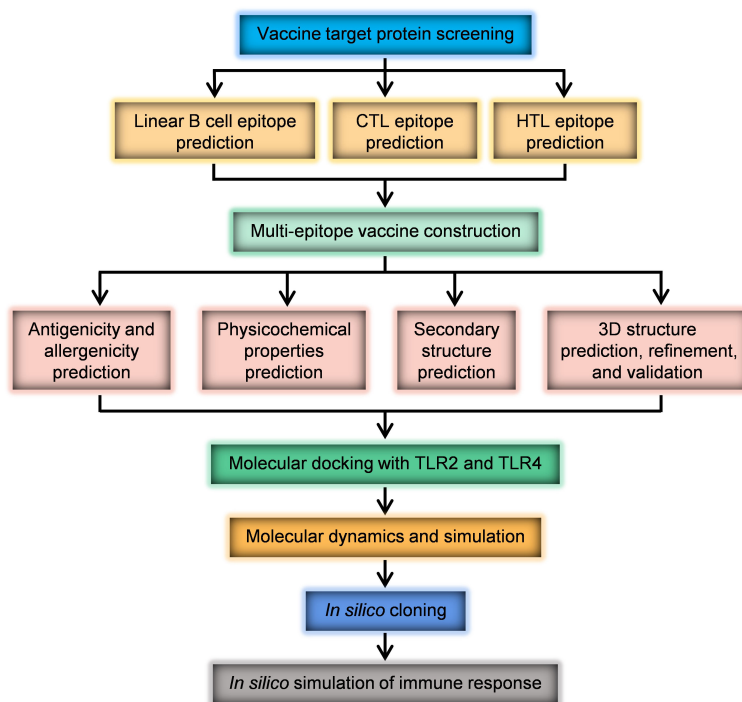 Vaccine target protein screening
Linear B cell epitope
prediction
CTL epitope
prediction
HTL epitope
prediction
Multi-epitope vaccine construction
Antigenicity and
allergenicity
prediction
Physicochemical
properties
prediction
Secondary
structure
prediction
3D structure
prediction, refinement,
and validation
Molecular docking with TLR2 and TLR4
Molecular dynamics and simulation
In silico cloning
In silico simulation of immune response